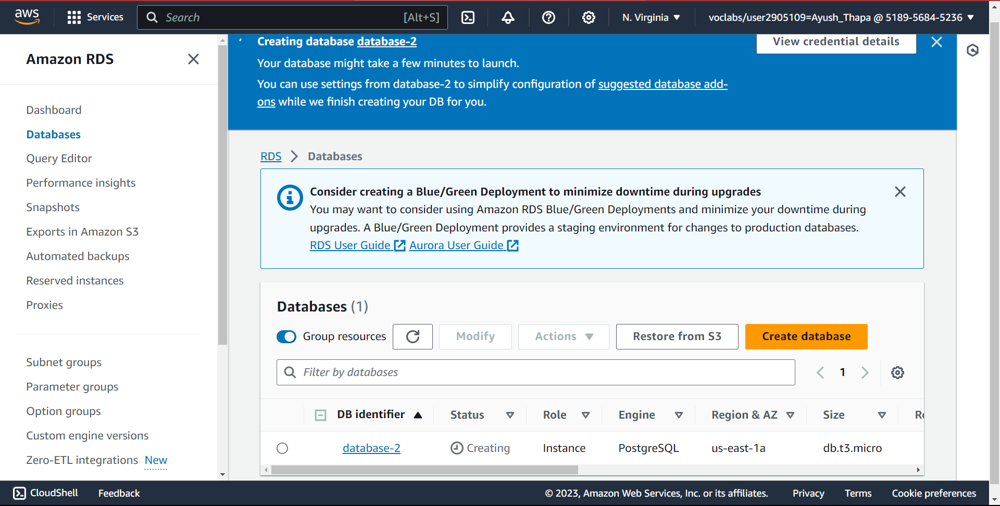 aws
Services
Search
[Alt+S]
N. Virginia
voclabs/user2905109=Ayush_Thapa @ 5189-5684-5236
Amazon RDS
Dashboard
Databases
Query Editor
Performance insights
Snapshots
Exports in Amazon S3
Automated backups
Reserved instances
Proxies
Subnet groups
Parameter groups
Option groups
Custom engine versions
Zero-ETL integrations New
Creating database database-2
View credential details
Your database might take a few minutes to launch.
You can use settings from database-2 to simplify configuration of suggested database add-
ons while we finish creating your DB for you.
RDS Databases
Consider creating a Blue/Green Deployment to minimize downtime during upgrades
You may want to consider using Amazon RDS Blue/Green Deployments and minimize your downtime during
upgrades. A Blue/Green Deployment provides a staging environment for changes to production databases.
RDS User Guide Aurora User Guide
Databases (1)
Group resources
Modify
Actions
Restore from S3
Create database
Filter by databases
1
DB identifier Status Role Engine Region & AZ Size
database-2 Creating Instance PostgreSQL us-east-1a db.t3.micro
CloudShell
Feedback
© 2023, Amazon Web Services, Inc. or its affiliates.
Privacy
Terms
Cookie preferences